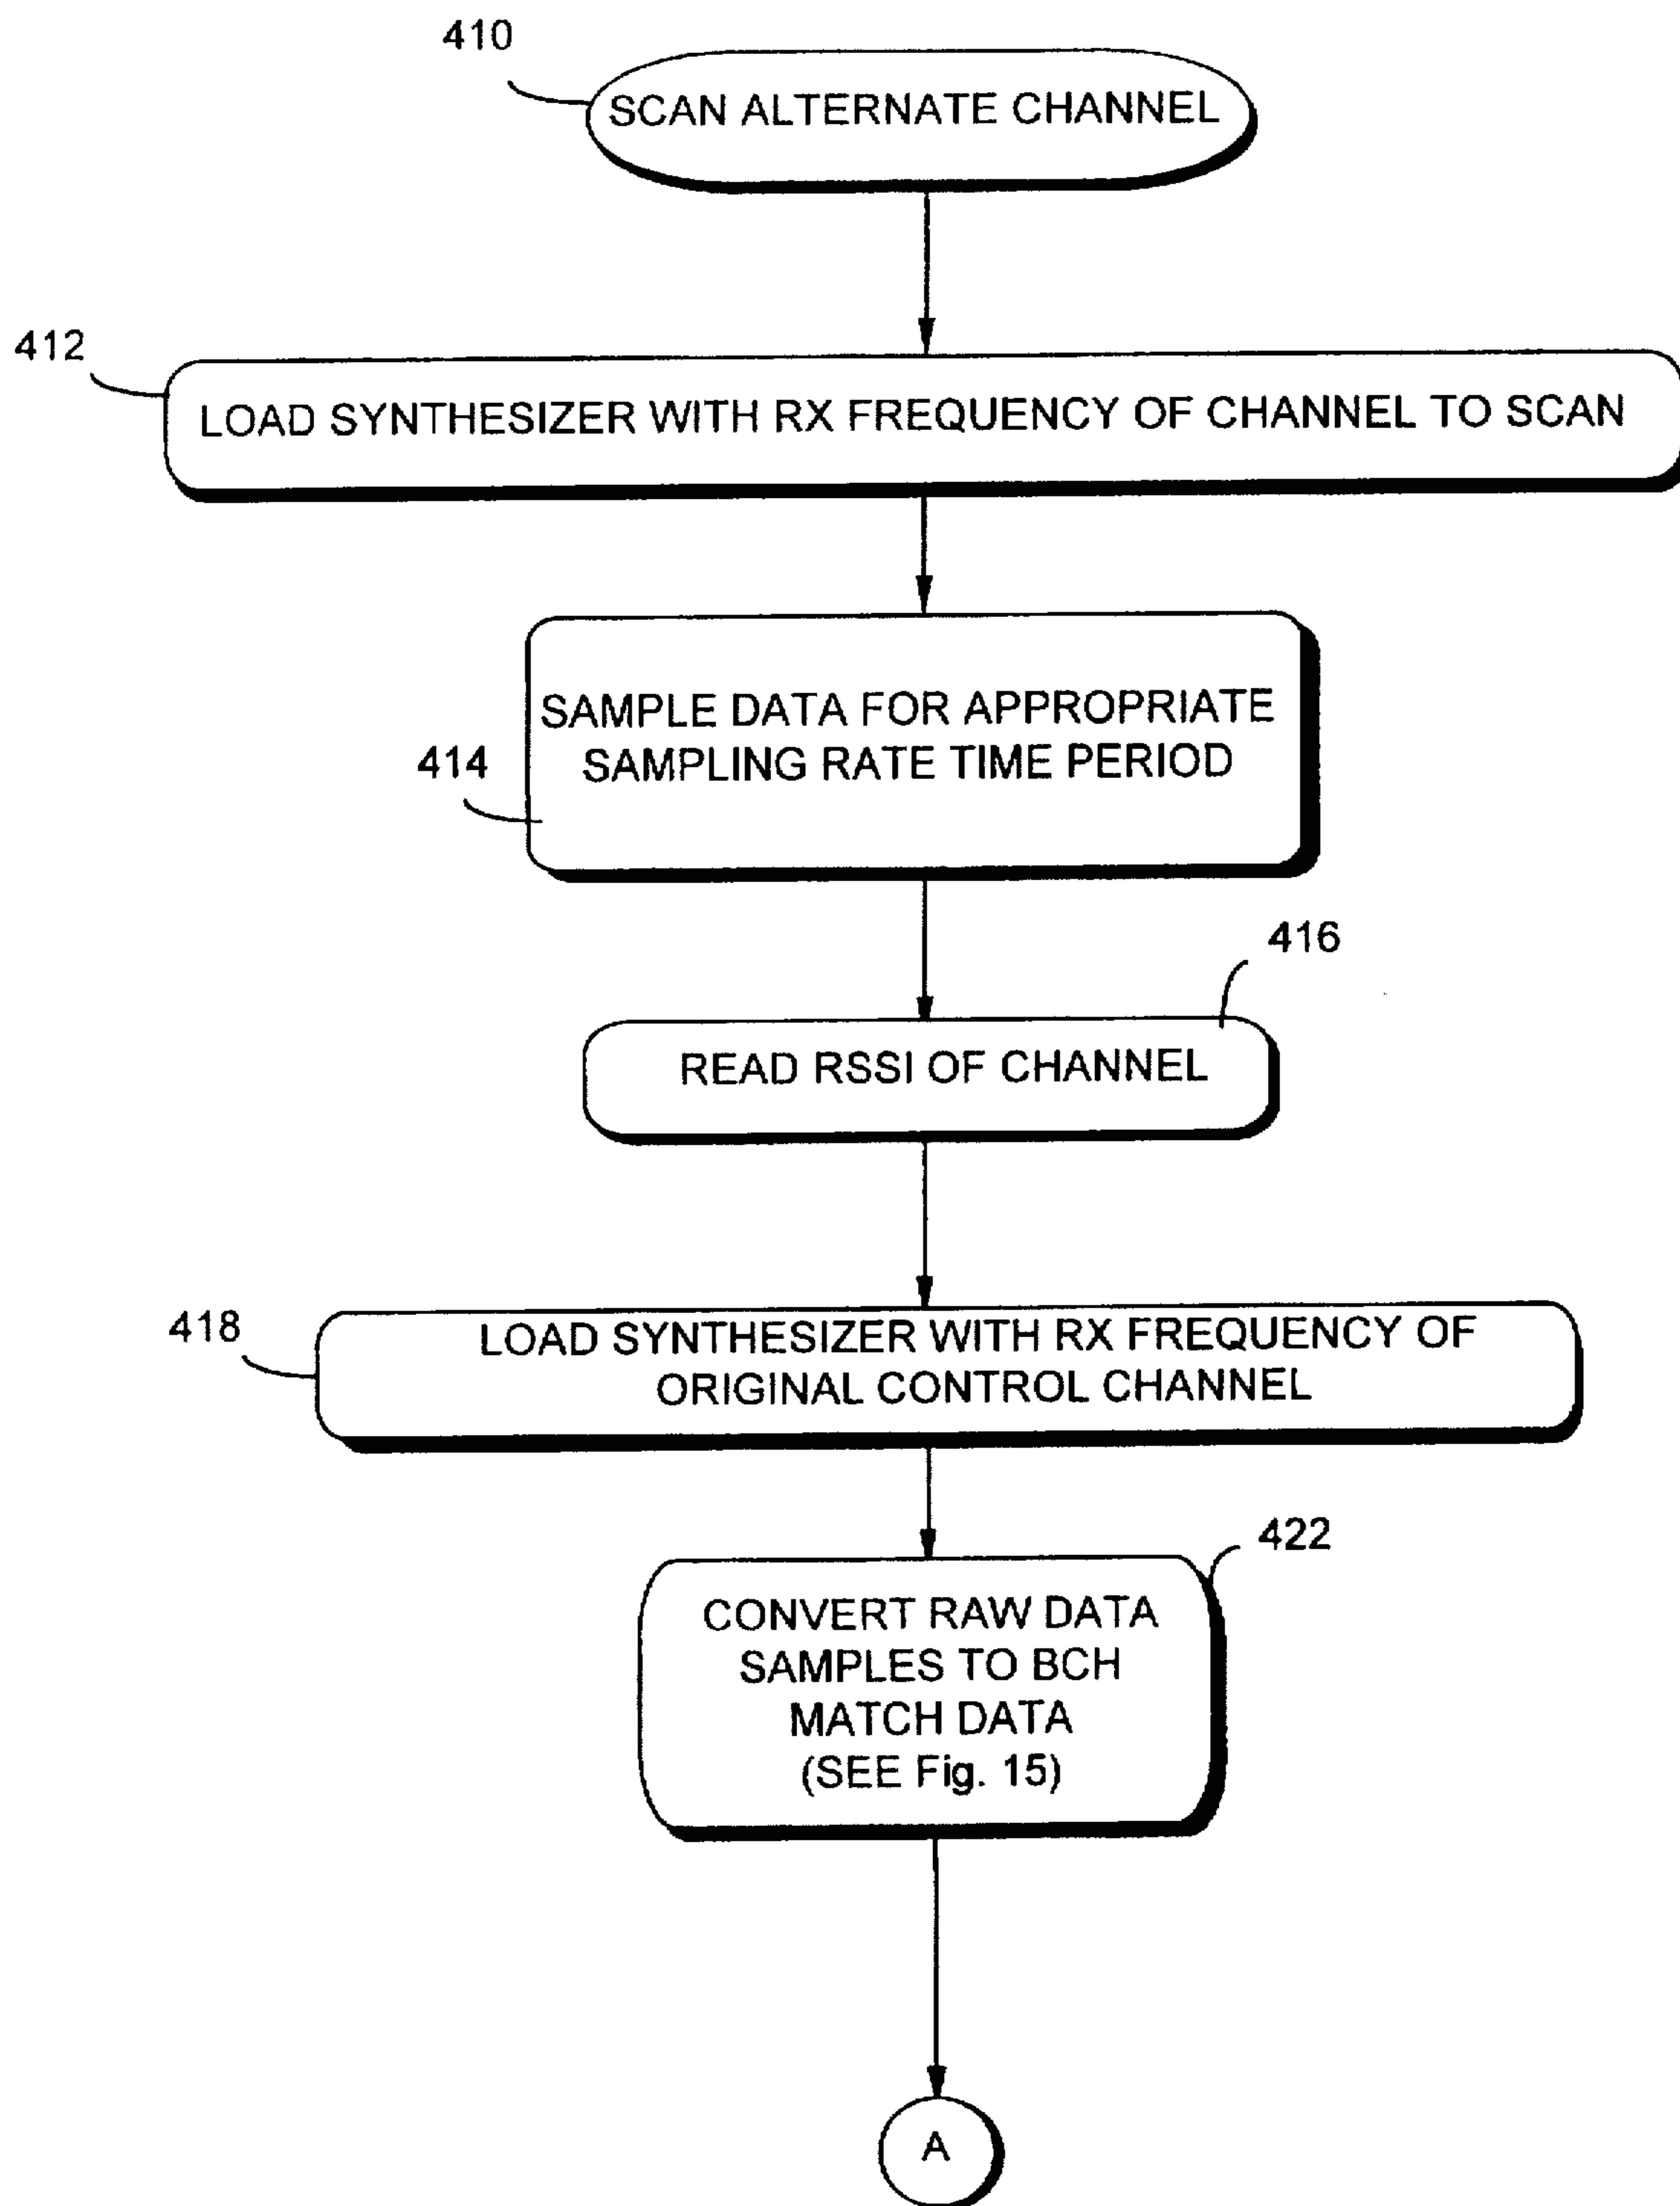 410
SCAN ALTERNATE CHANNEL
412
LOAD SYNTHESIZER WITH RX FREQUENCY OF CHANNEL TO SCAN
SAMPLE DATA FOR APPROPRIATE
SAMPLING RATE TIME PERIOD
414
416
READ RSSI OF CHANNEL
418
LOAD SYNTHESIZER WITH RX FREQUENCY OF
ORIGINAL CONTROL CHANNEL
422
CONVERT RAW DATA
SAMPLES TO BCH
MATCH DATA
(SEE Fig. 15)
A